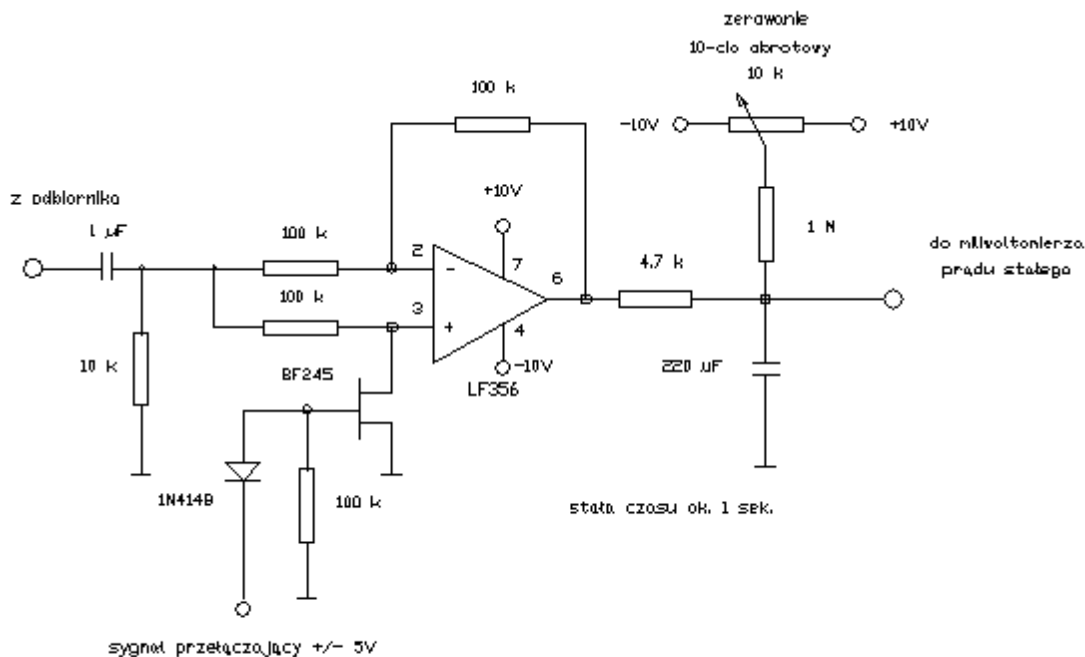 zerawanie
10-cio obrotowy
10 k
100 k
-10V
+10V
z odbiornika
1 µF
+10V
100 k
2
7
6
4.7 k
1 N
do miliwoltomierza
prądu stałego
100 k
3
4
-10V
LF356
10 k
BF245
220 µF
1N4148
100 k
stała czasu ok. 1 sek.
sygnał przełączający +/- 5V